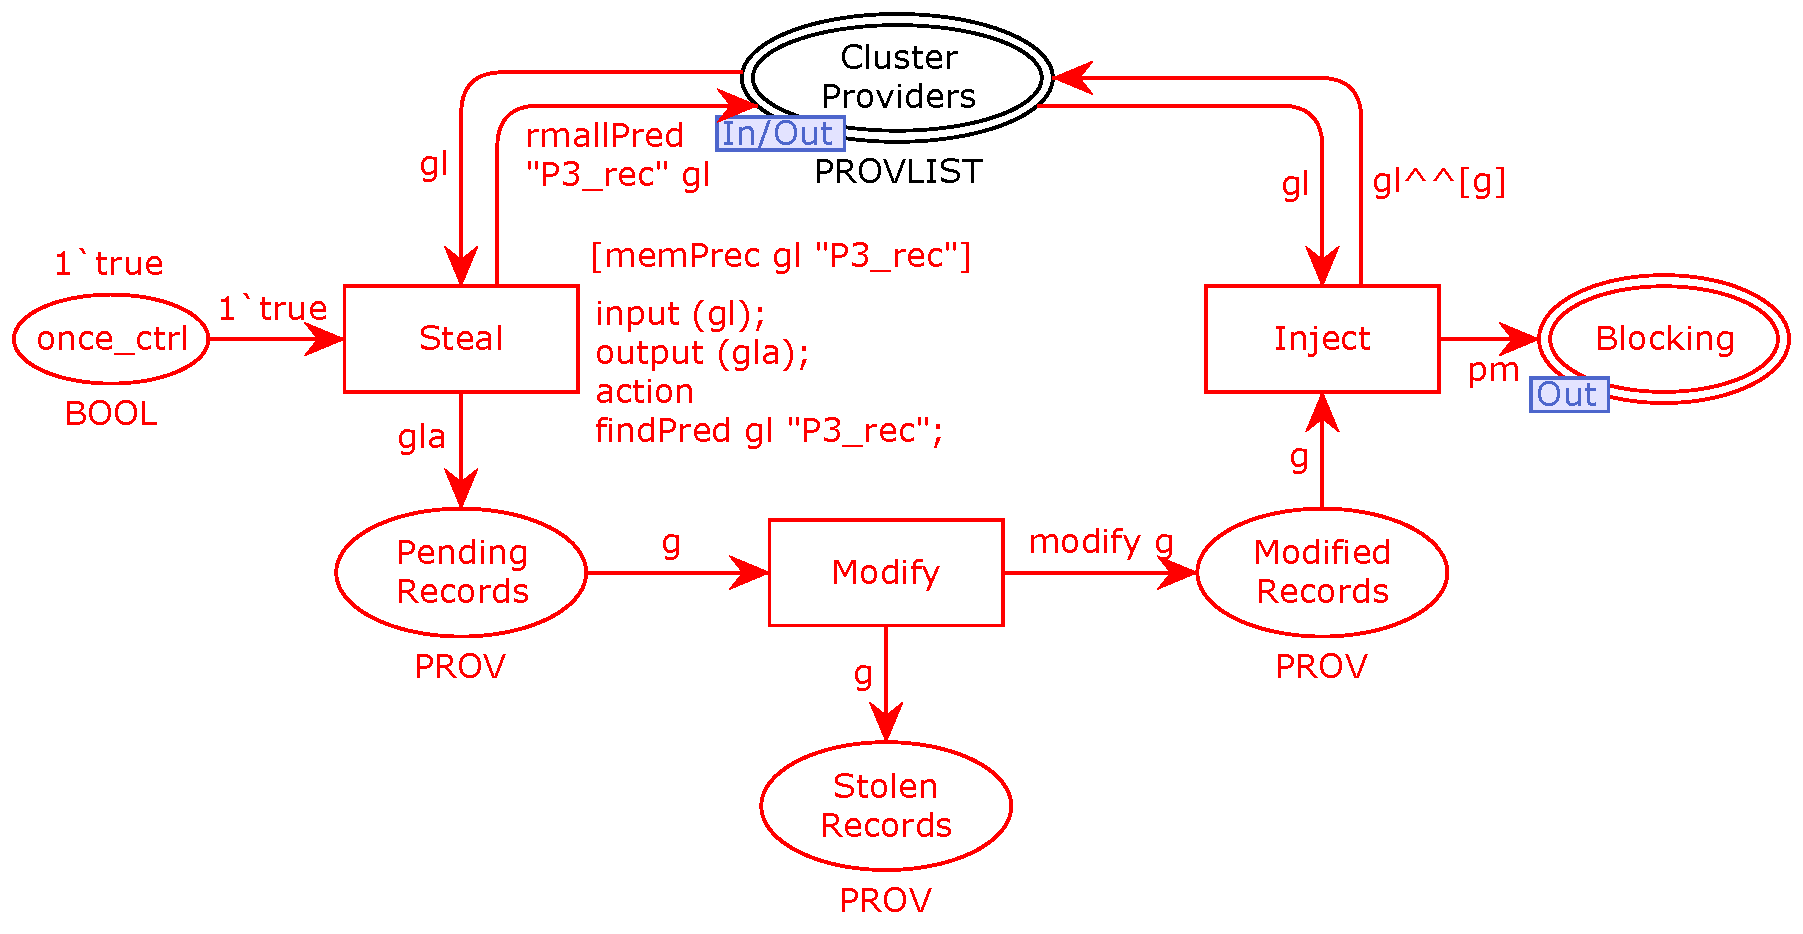 Cluster
Providers
In/Out
PROVLIST
gl
rmallPred
"P3_rec" gl
gl
gl^^[g]
[memPrec gl "P3_rec"]
1`true
once_ctrl
BOOL
1`true
Steal
input (gl);
output (gla);
action
findPred gl "P3_rec";
Inject
pm
Blocking
Out
gla
g
Pending
Records
PROV
g
Modify
modify g
Modified
Records
PROV
g
Stolen
Records
PROV